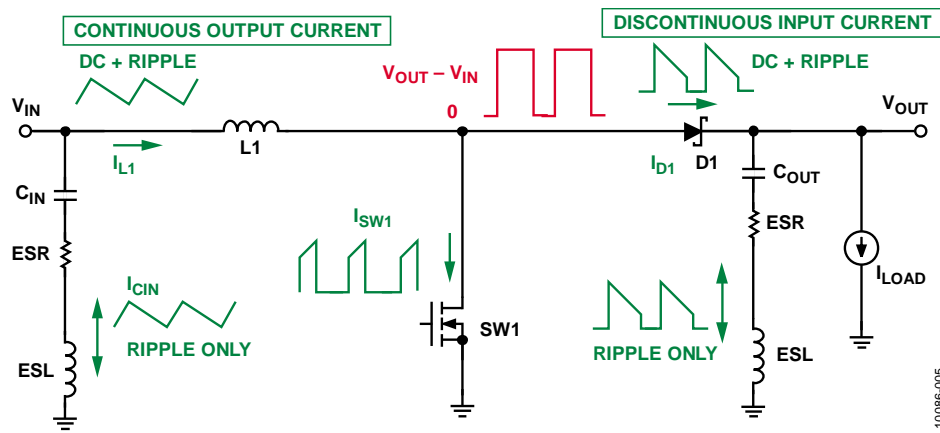 CONTINUOUS OUTPUT CURRENT
DISCONTINUOUS INPUT CURRENT
DC + RIPPLE
VOUT – VIN
DC + RIPPLE
VIN
0
VOUT
IL1
L1
ID1
D1
CIN
COUT
ISW1
ESR
ESR
ILOAD
ICIN
SW1
RIPPLE ONLY
RIPPLE ONLY
ESL
ESL
10086-005